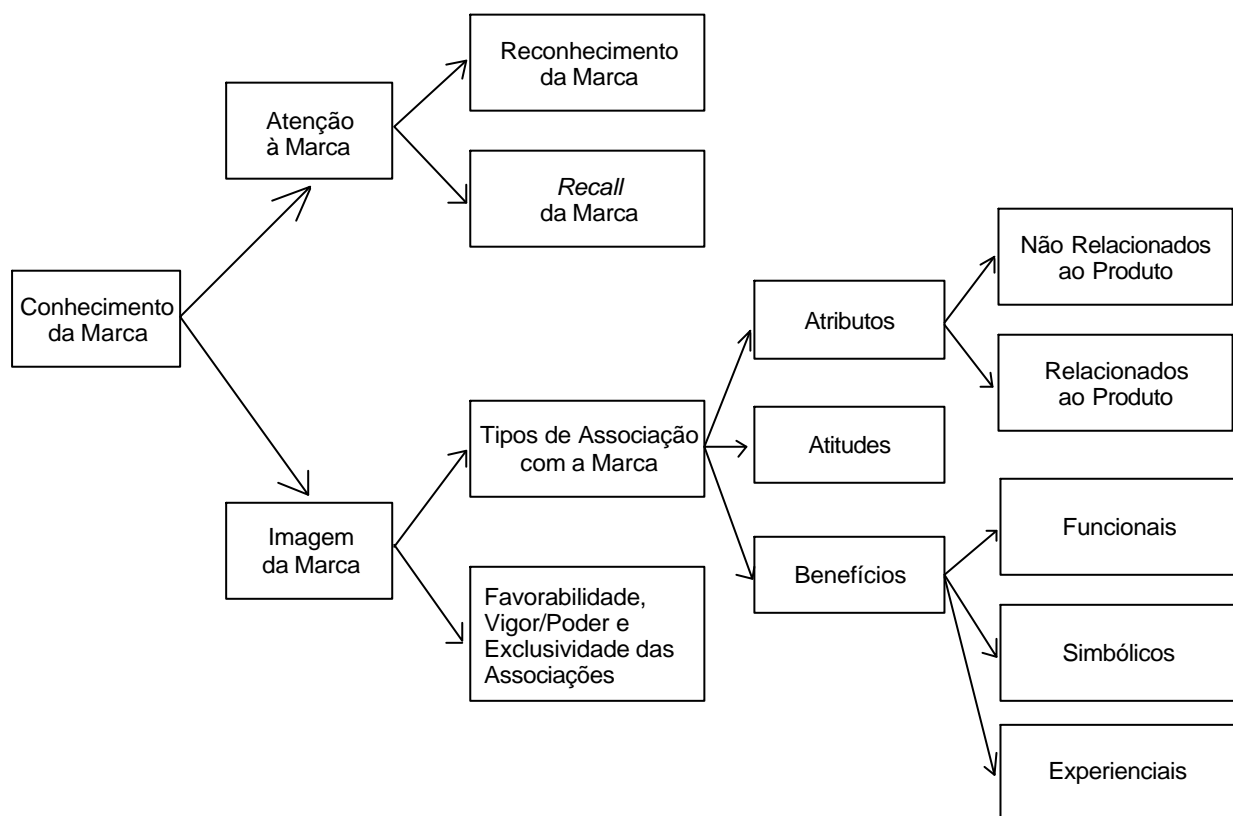 Reconhecimento
da Marca
Atenção
à Marca
Recall
da Marca
Conhecimento
da Marca
Não Relacionados
ao Produto
Atributos
Relacionados
ao Produto
Tipos de Associação
com a Marca
Atitudes
Imagem
da Marca
Benefícios
Funcionais
Favorabilidade,
Vigor/Poder e
Exclusividade das
Associações
Simbólicos
Experienciais